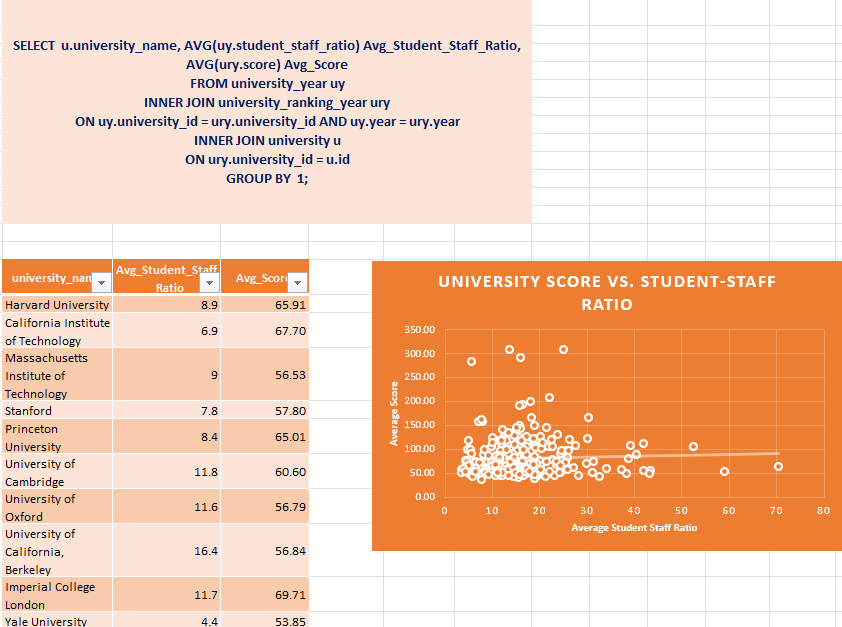 SELECT u.university_name, AVG(uy.student_staff_ratio) Avg_Student_Staff_Ratio,
AVG(ury.score) Avg_Score
FROM university_year uy
INNER JOIN university_ranking_year ury
ON uy.university_id = ury.university_id AND uy.year = ury.year
INNER JOIN university u
ON ury.university_id = u.id
GROUP BY 1;
university_nan Avg_Student_Staff Ratio Avg_Score
Harvard University 8.9 65.91
California Institute
of Technology 6.9 67.70
Massachusetts
Institute of
Technology 9 56.53
Stanford 7.8 57.80
Princeton
University 8.4 65.01
University of
Cambridge 11.8 60.60
University of
Oxford 11.6 56.79
University of
California,
Berkeley 16.4 56.84
Imperial College
London 11.7 69.71
Yale University 4.4 53.85
UNIVERSITY SCORE VS. STUDENT-STAFF
RATIO
Average Score
350.00
300.00
250.00
200.00
150.00
100.00
50.00
0.00
0 10 20 30 40 50 60 70 80
Average Student Staff Ratio